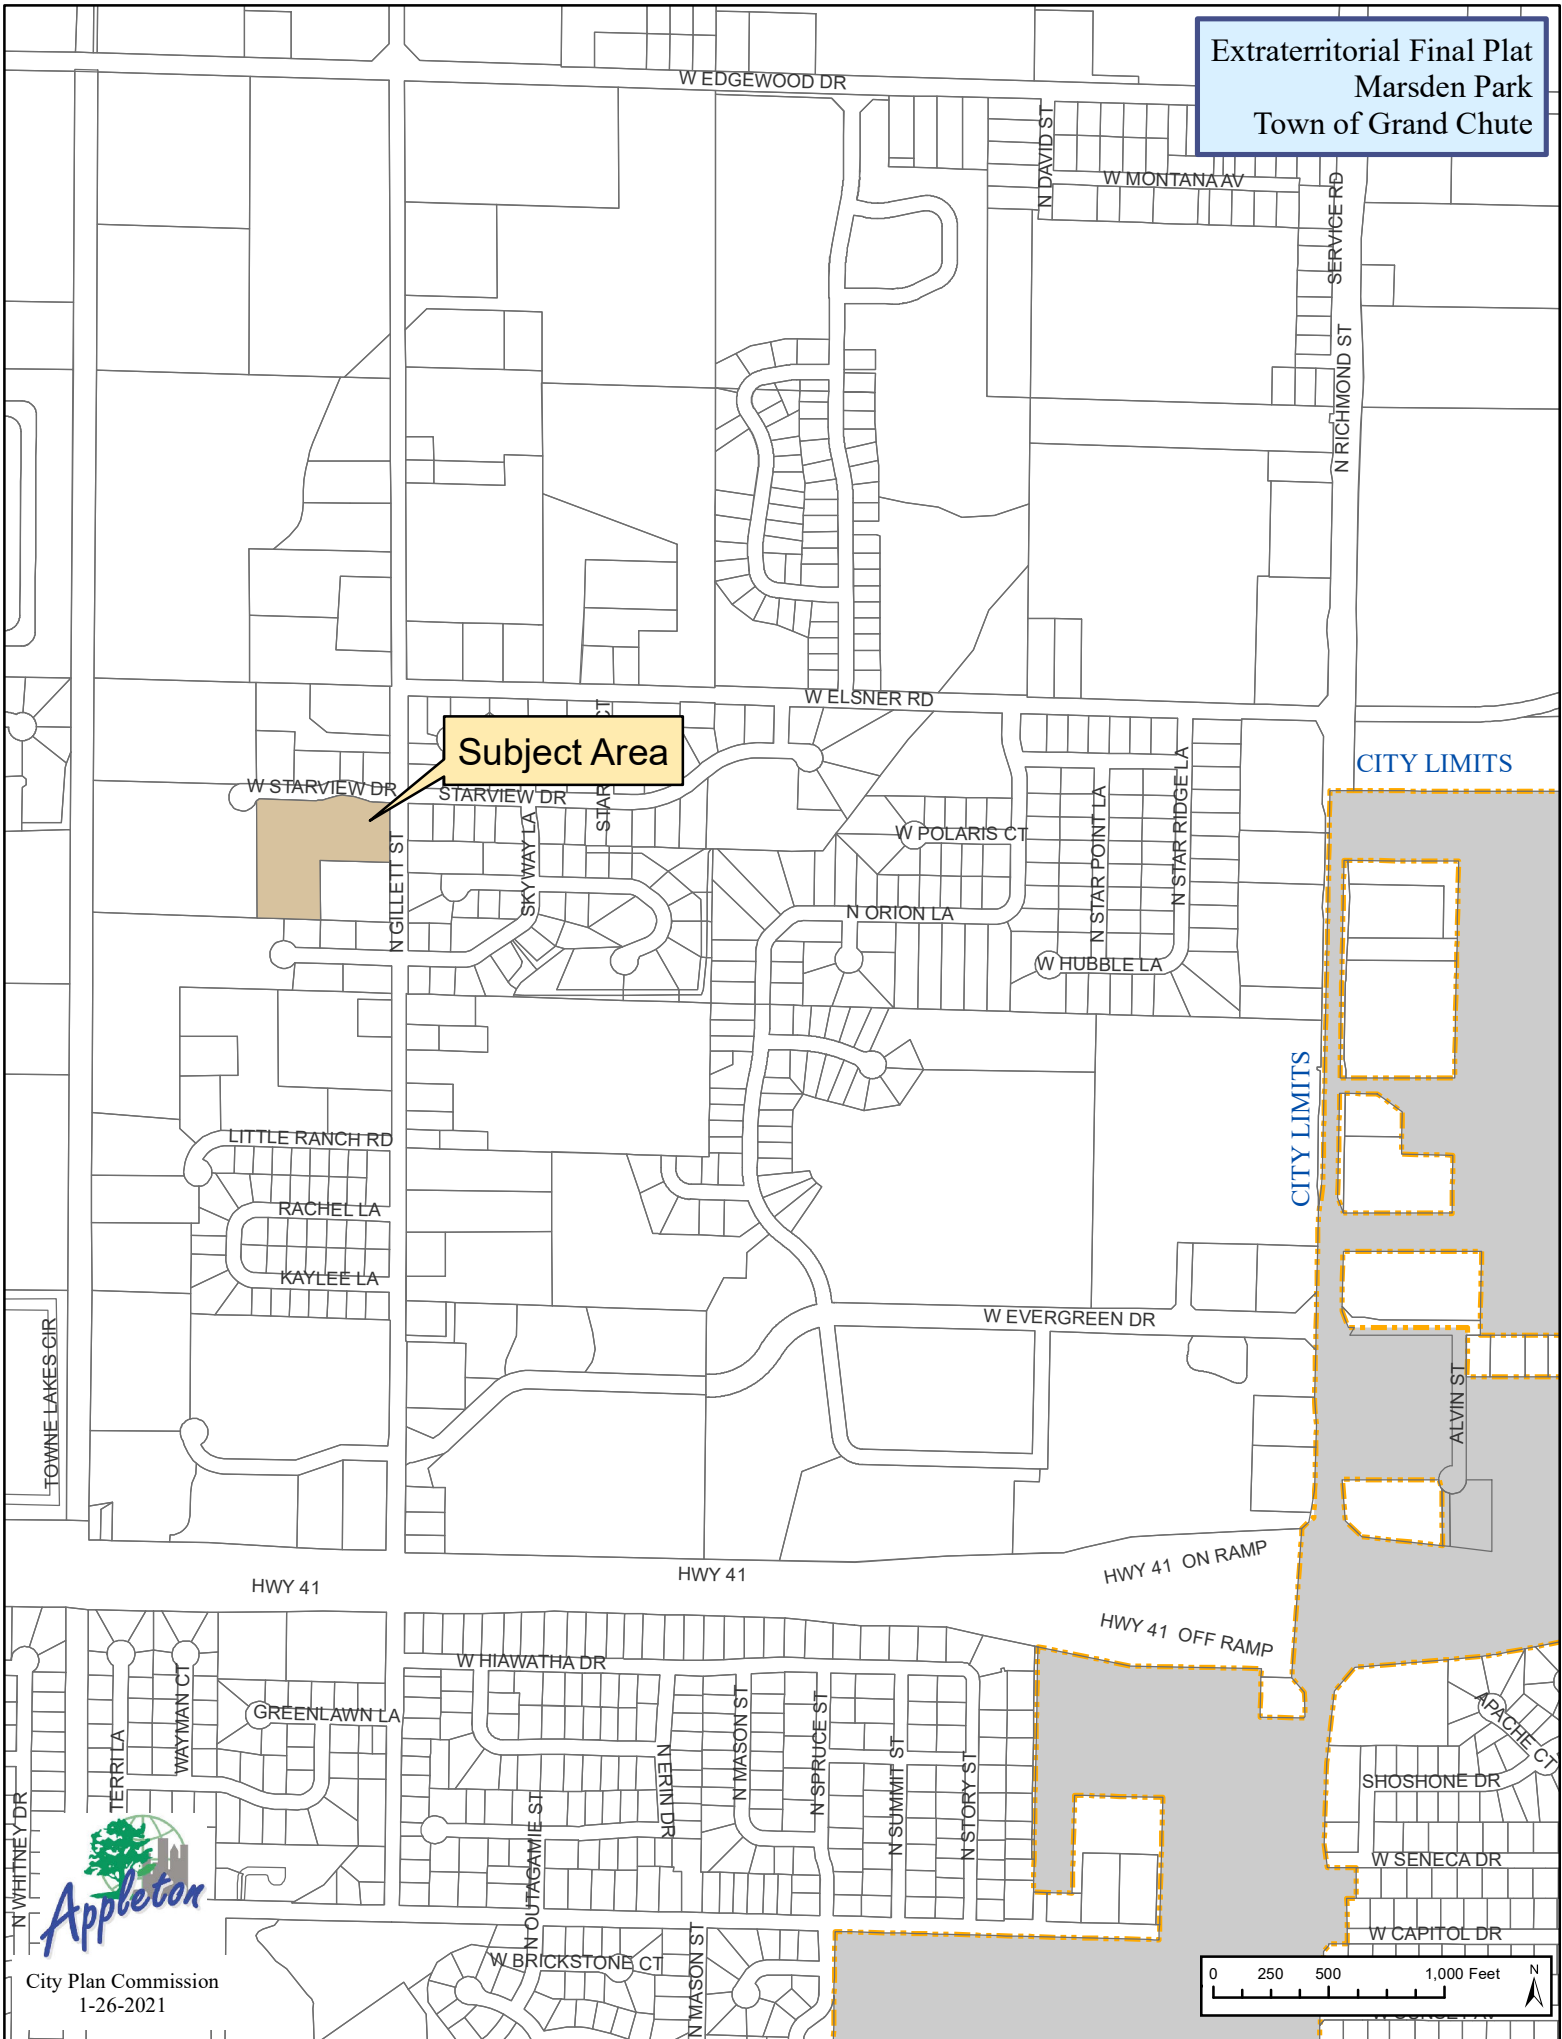 Extraterritorial Final Plat
Marsden Park
Town of Grand Chute
W EDGEWOOD DR
N DAVID ST
W MONTANA AV
SERVICE RD
N RICHMOND ST
W ELSNER RD
Subject Area
CITY LIMITS
W STARVIEW DR
STARVIEW DR
STAR CT
SKYWAY LA
N GILLETT ST
W POLARIS CT
N STAR POINT LA
N STAR RIDGE LA
N ORION LA
W HUBBLE LA
CITY LIMITS
LITTLE RANCH RD
RACHEL LA
KAYLEE LA
TOWNE LAKES CIR
W EVERGREEN DR
ALVIN ST
HWY 41
HWY 41
HWY 41 ON RAMP
HWY 41 OFF RAMP
W HIAWATHA DR
GREENLAWN LA
WAYMAN CT
TERRI LA
N WHITNEY DR
N OUTAGAMIE ST
N ERIN DR
N MASON ST
N SPRUCE ST
N SUMMIT ST
N STORY ST
APACHE CT
SHOSHONE DR
W SENECA DR
W CAPITOL DR
W BRICKSTONE CT
N MASON ST
Appleton
City Plan Commission
1-26-2021
0 250 500 1,000 Feet
N